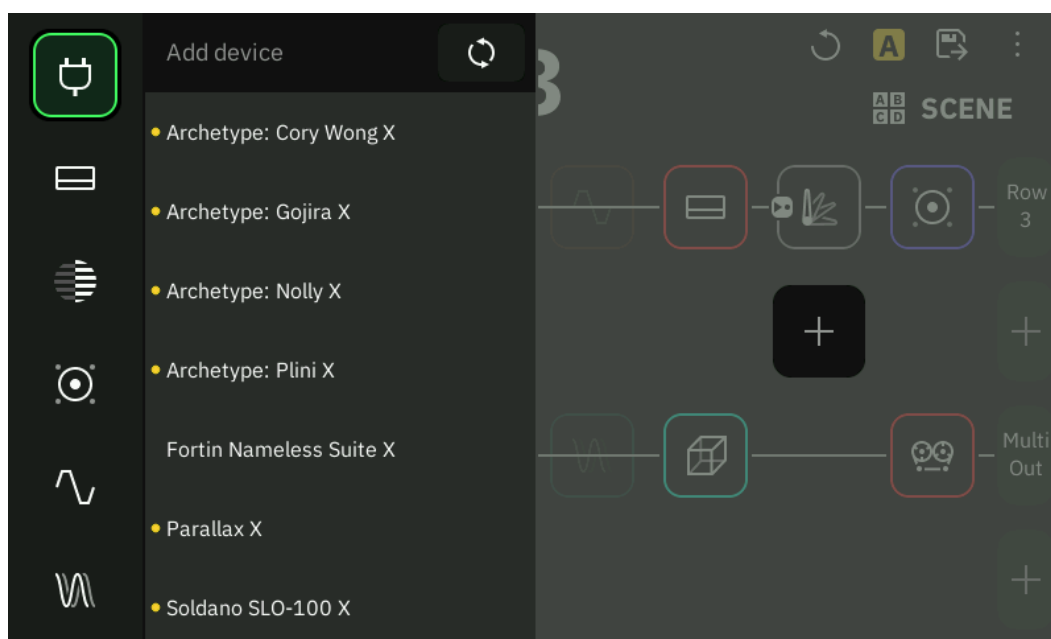 Add device
A
A B
C D
SCENE
Archetype: Cory Wong X
Archetype: Gojira X
Row
3
Archetype: Nolly X
Archetype: Plini X
Fortin Nameless Suite X
Multi
Out
Parallax X
Soldano SLO-100 X